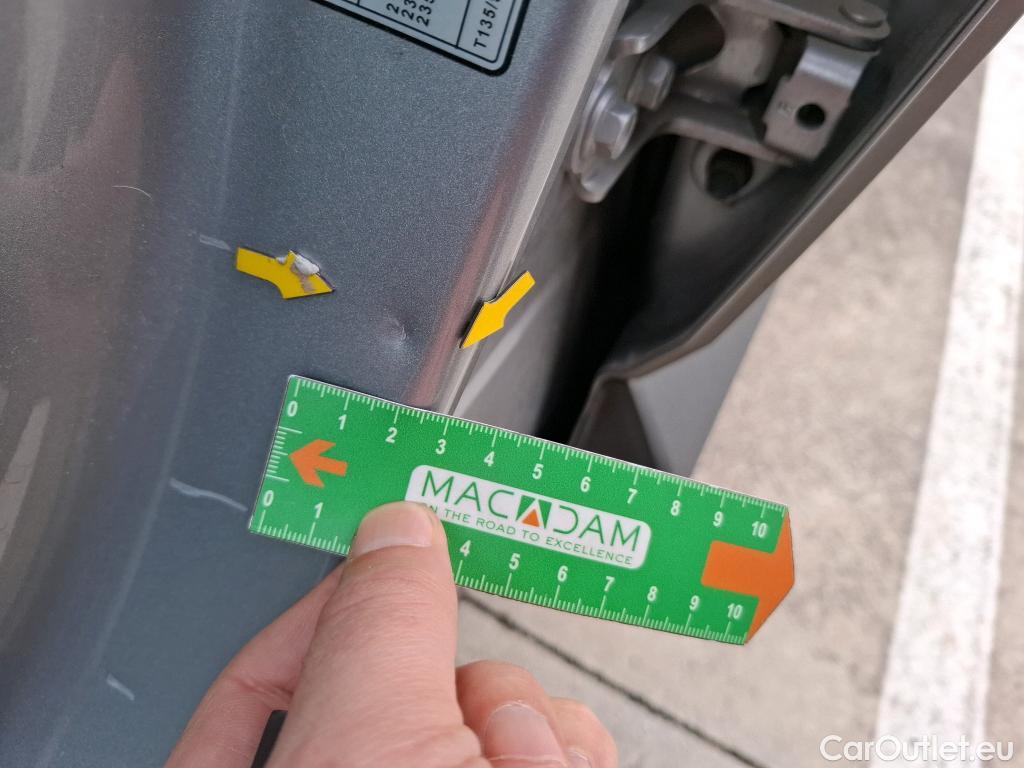 T135/
0 1 2 3 4 5 6 7 8 9 10
MACADAM
N THE ROAD TO EXCELLENCE
0 1 4 5 6 7 8 9 10
CarOutlet.eu